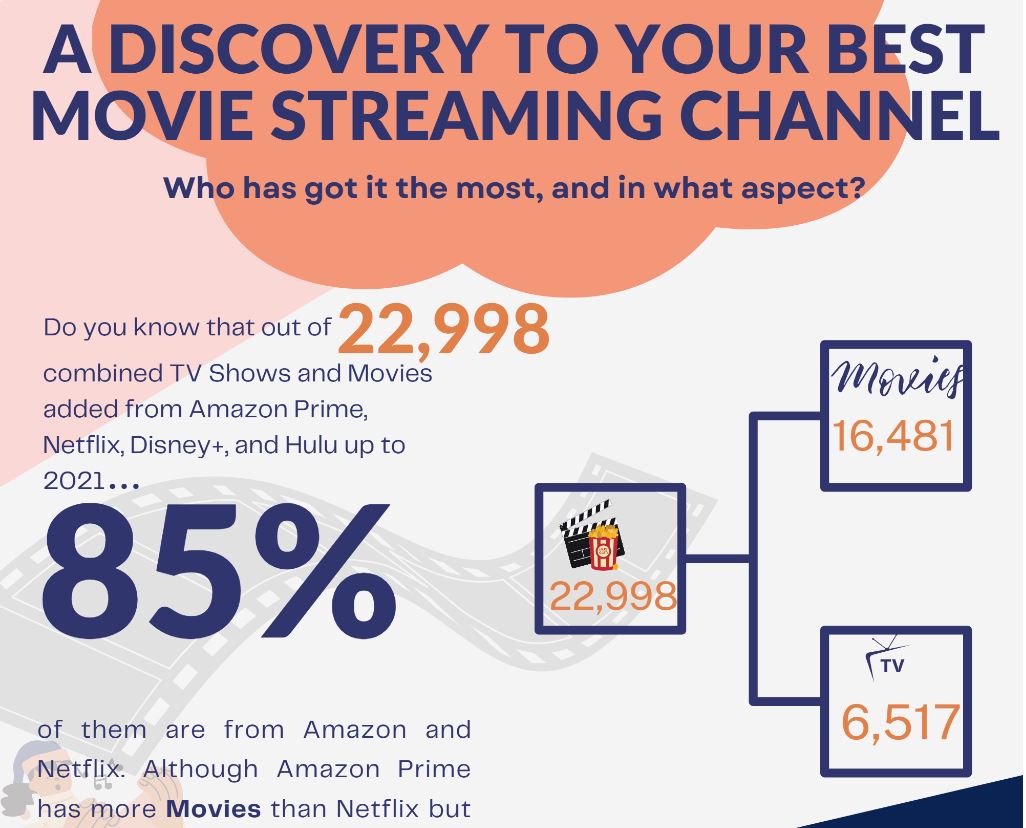 A DISCOVERY TO YOUR BEST
MOVIE STREAMING CHANNEL
Who has got it the most, and in what aspect?
Do you know that out of 22,998
combined TV Shows and Movies
added from Amazon Prime,
Netflix, Disney+, and Hulu up to
2021...
85%
of them are from Amazon and
Netflix. Although Amazon Prime
has more Movies than Netflix but
22,998
Movies
16,481
TV
6,517